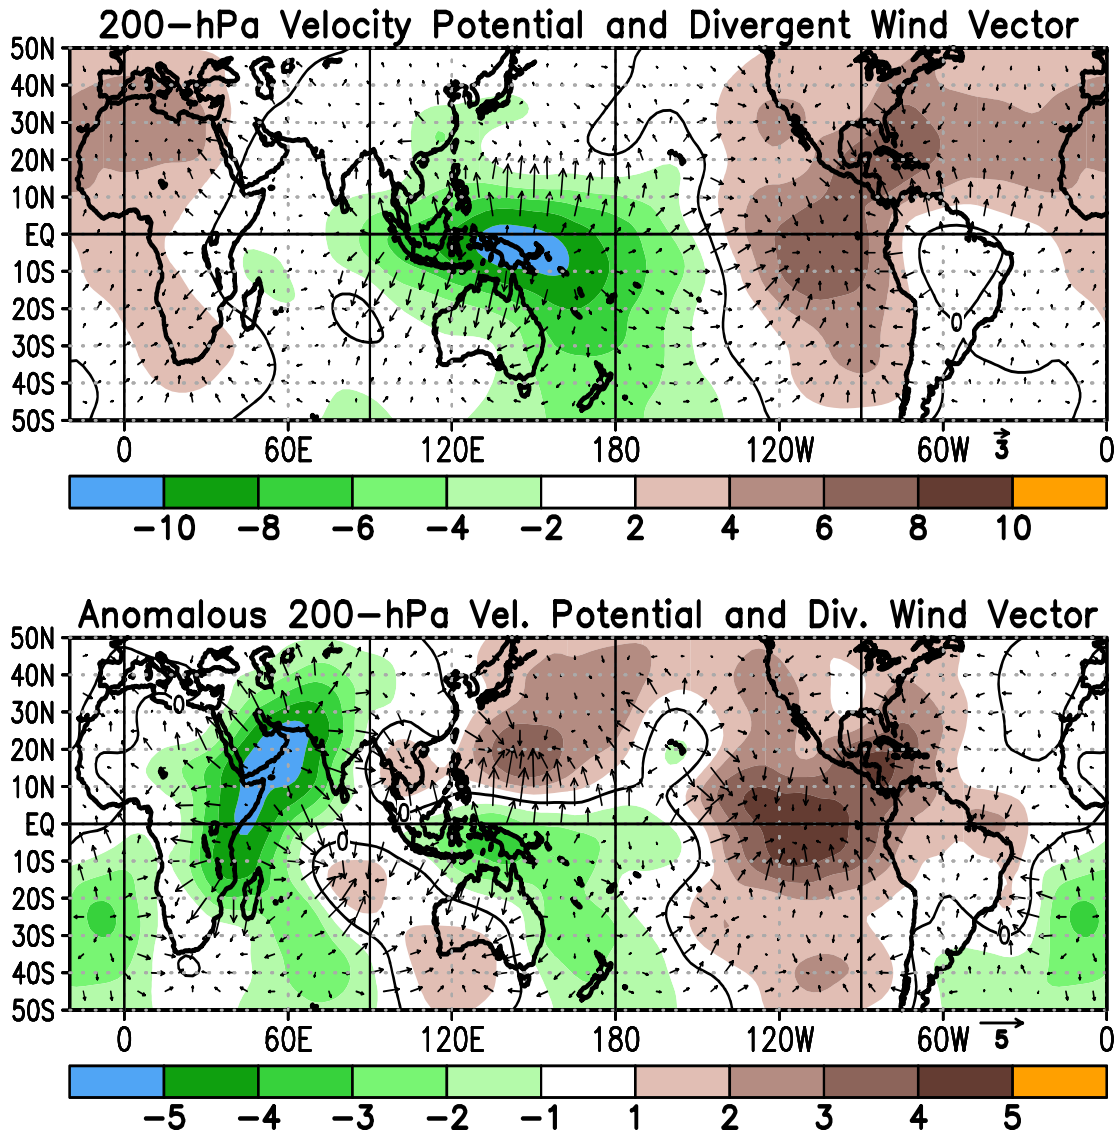 200-hPa Velocity Potential and Divergent Wind Vector
50N
40N
30N
20N
10N
EQ
10S
20S
30S
40S
50S
0
0 60E 120E 180 120W 60W 3 0
-10 -8 -6 -4 -2 2 4 6 8 10
Anomalous 200-hPa Vel. Potential and Div. Wind Vector
50N
40N
30N
20N
10N
EQ
10S
20S
30S
40S
50S
0
0
0
0
0 60E 120E 180 120W 60W 5 0
-5 -4 -3 -2 -1 1 2 3 4 5